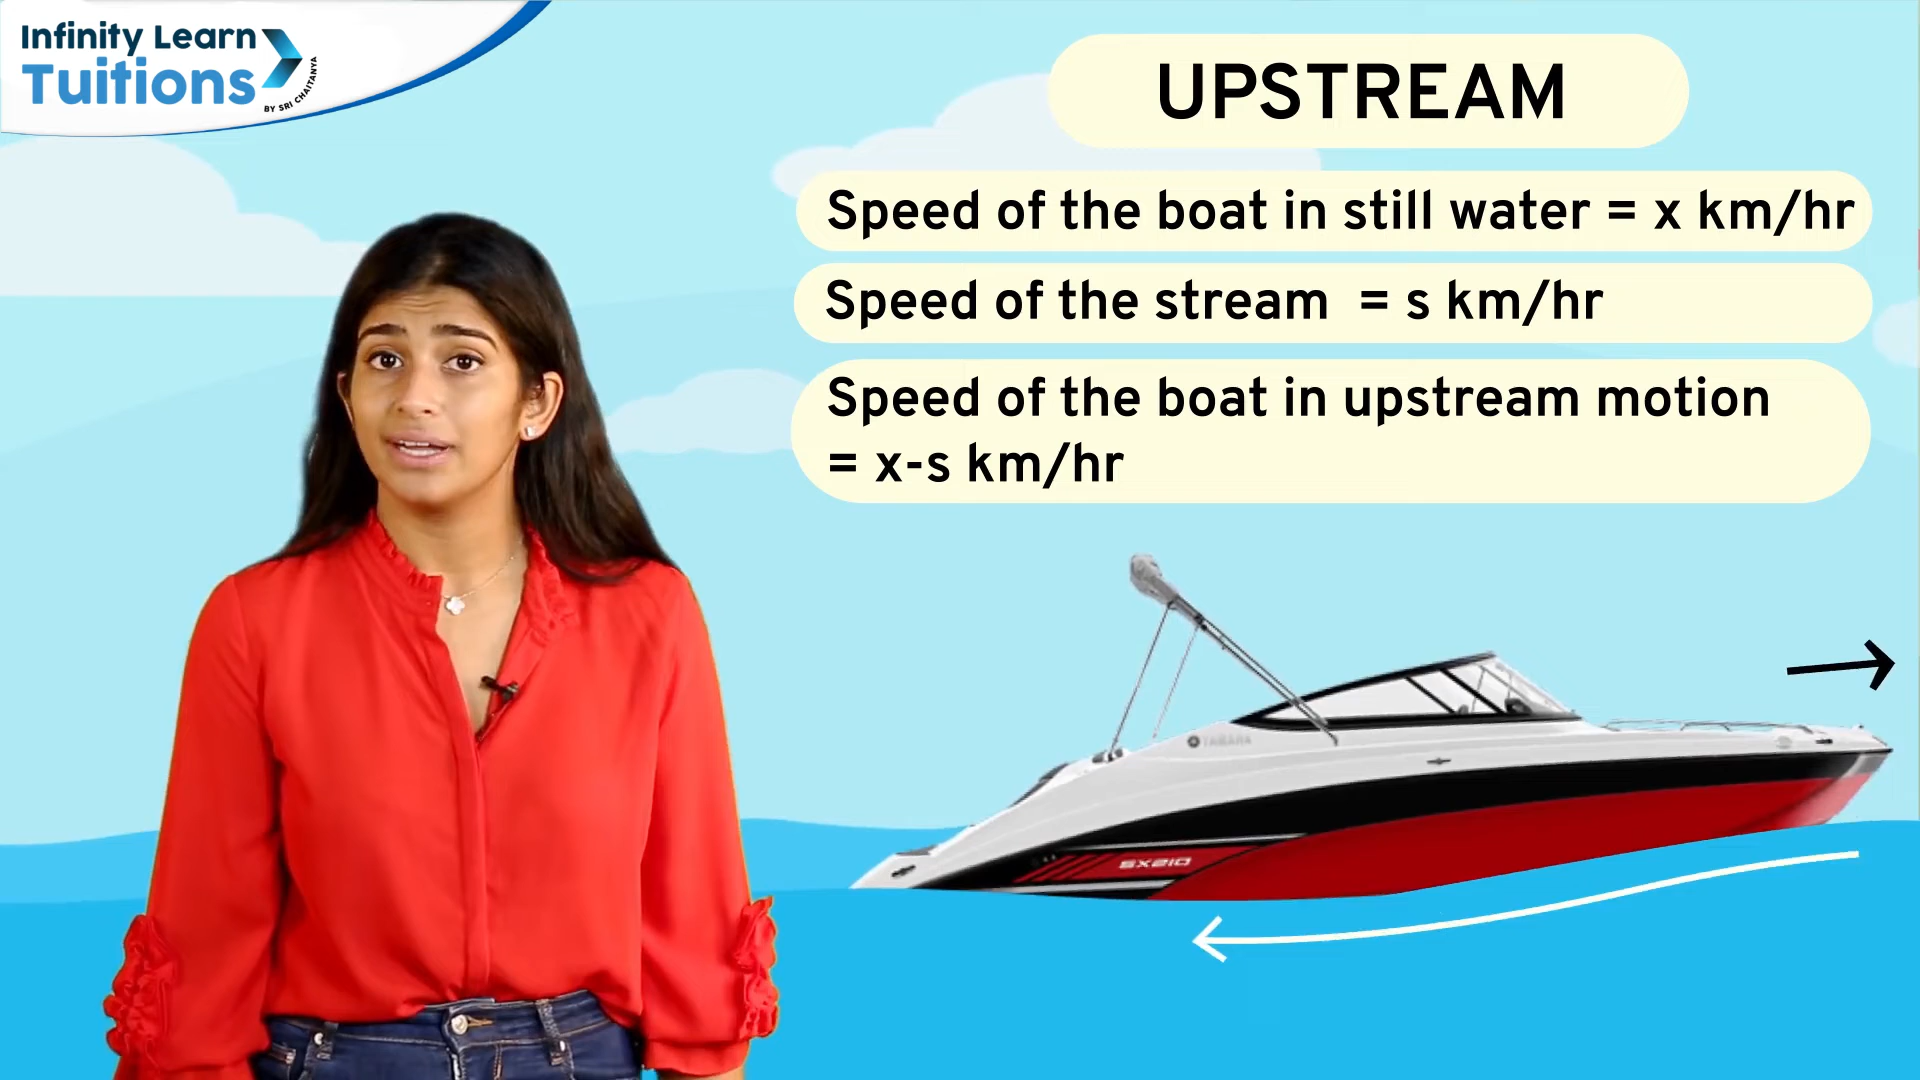 Infinity Learn
Tuitions
BY SRI CHAITANYA
UPSTREAM
Speed of the boat in still water = x km/hr
Speed of the stream = s km/hr
Speed of the boat in upstream motion
= x-s km/hr
YAMAHA
SX210